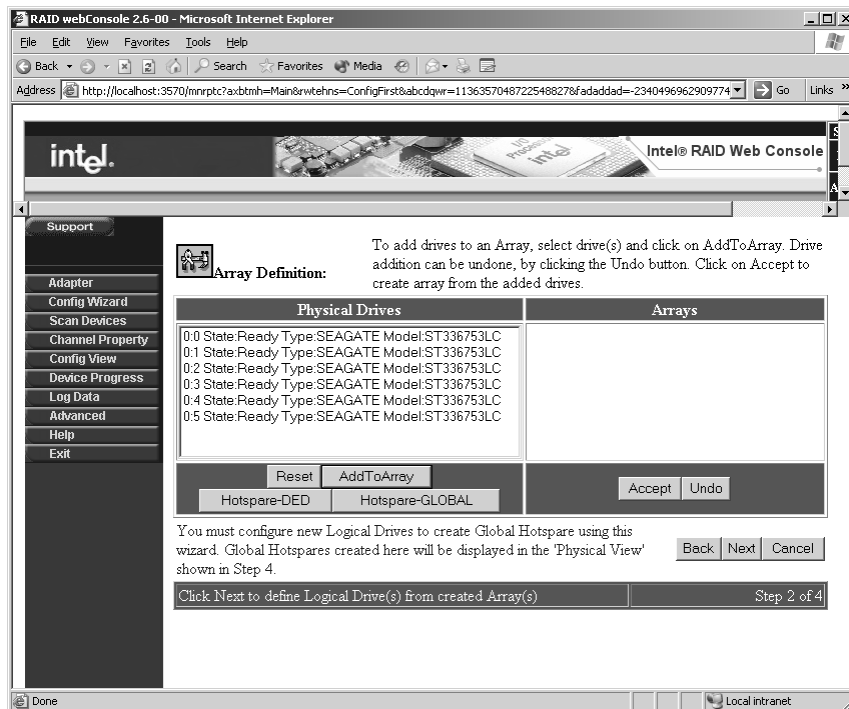 RAID webConsole 2.6-00 - Microsoft Internet Explorer
File Edit View Favorites Tools Help
Back Search Favorites Media
Address http://localhost:3570/mnrptc?axbtmh=Main&rwtehns=ConfigFirst&abcdqwr=1136357048722548827&fadaddad=-2340496962909774 Go Links »
intel.
I/O
Processor
intel
Intel® RAID Web Console
S
A
Support
Adapter
Config Wizard
Scan Devices
Channel Property
Config View
Device Progress
Log Data
Advanced
Help
Exit
Array Definition:
To add drives to an Array, select drive(s) and click on AddToArray. Drive
addition can be undone, by clicking the Undo button. Click on Accept to
create array from the added drives.
Physical Drives
0:0 State:Ready Type:SEAGATE Model:ST336753LC
0:1 State:Ready Type:SEAGATE Model:ST336753LC
0:2 State:Ready Type:SEAGATE Model:ST336753LC
0:3 State:Ready Type:SEAGATE Model:ST336753LC
0:4 State:Ready Type:SEAGATE Model:ST336753LC
0:5 State:Ready Type:SEAGATE Model:ST336753LC
Reset AddToArray
Hotspare-DED Hotspare-GLOBAL
Arrays
Accept Undo
You must configure new Logical Drives to create Global Hotspare using this
wizard. Global Hotspares created here will be displayed in the 'Physical View'
shown in Step 4.
Back Next Cancel
Click Next to define Logical Drive(s) from created Array(s) Step 2 of 4
Done Local intranet